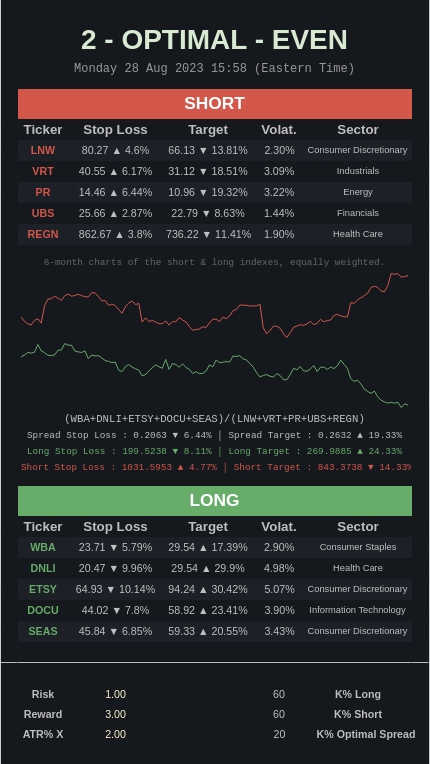 2 - OPTIMAL - EVEN
Monday 28 Aug 2023 15:58 (Eastern Time)
SHORT
Ticker Stop Loss Target Volat. Sector
LNW 80.27 ▲ 4.6% 66.13 ▼ 13.81% 2.30% Consumer Discretionary
VRT 40.55 ▲ 6.17% 31.12 ▼ 18.51% 3.09% Industrials
PR 14.46 ▲ 6.44% 10.96 ▼ 19.32% 3.22% Energy
UBS 25.66 ▲ 2.87% 22.79 ▼ 8.63% 1.44% Financials
REGN 862.67 ▲ 3.8% 736.22 ▼ 11.41% 1.90% Health Care
6-month charts of the short & long indexes, equally weighted.
(WBA+DNLI+ETSY+DOCU+SEAS)/(LNW+VRT+PR+UBS+REGN)
Spread Stop Loss : 0.2063 ▼ 6.44% | Spread Target : 0.2632 ▲ 19.33%
Long Stop Loss : 199.5238 ▼ 8.11% | Long Target : 269.9885 ▲ 24.33%
Short Stop Loss : 1031.5953 ▲ 4.77% | Short Target : 843.3738 ▼ 14.33%
LONG
Ticker Stop Loss Target Volat. Sector
WBA 23.71 ▼ 5.79% 29.54 ▲ 17.39% 2.90% Consumer Staples
DNLI 20.47 ▼ 9.96% 29.54 ▲ 29.9% 4.98% Health Care
ETSY 64.93 ▼ 10.14% 94.24 ▲ 30.42% 5.07% Consumer Discretionary
DOCU 44.02 ▼ 7.8% 58.92 ▲ 23.41% 3.90% Information Technology
SEAS 45.84 ▼ 6.85% 59.33 ▲ 20.55% 3.43% Consumer Discretionary
Risk 1.00 60 K% Long
Reward 3.00 60 K% Short
ATR% X 2.00 20 K% Optimal Spread